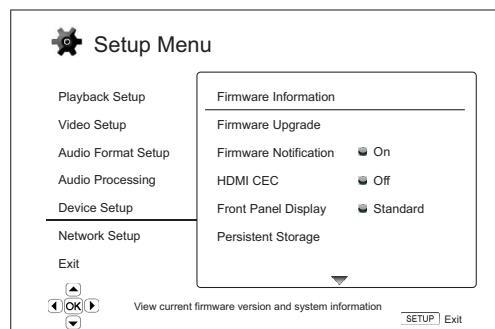 Setup Menu
Playback Setup
Video Setup
Audio Format Setup
Audio Processing
Device Setup
Network Setup
Exit
Firmware Information
Firmware Upgrade
Firmware Notification On
HDMI CEC Off
Front Panel Display Standard
Persistent Storage
OK
View current firmware version and system information
SETUP Exit